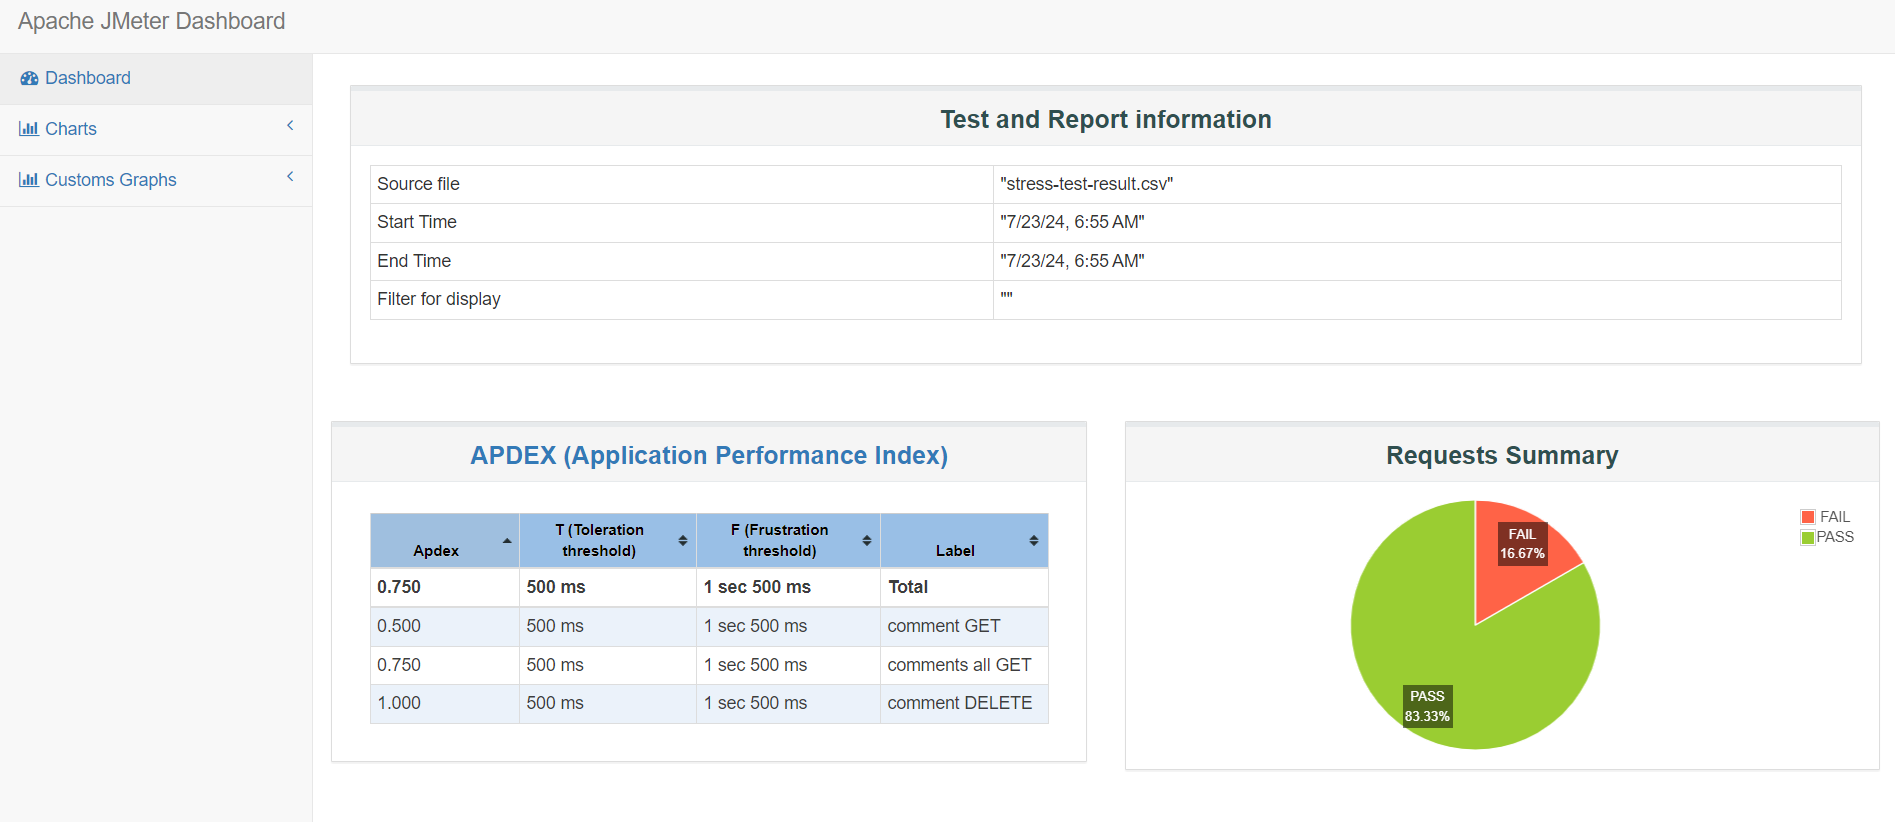 Apache JMeter Dashboard
Dashboard
Charts
Customs Graphs
Test and Report information
Source file "stress-test-result.csv"
Start Time "7/23/24, 6:55 AM"
End Time "7/23/24, 6:55 AM"
Filter for display ""
APDEX (Application Performance Index)
Apdex T (Toleration threshold) F (Frustration threshold) Label
0.750 500 ms 1 sec 500 ms Total
0.500 500 ms 1 sec 500 ms comment GET
0.750 500 ms 1 sec 500 ms comments all GET
1.000 500 ms 1 sec 500 ms comment DELETE
Requests Summary
FAIL
16.67%
PASS
83.33%
FAIL
PASS